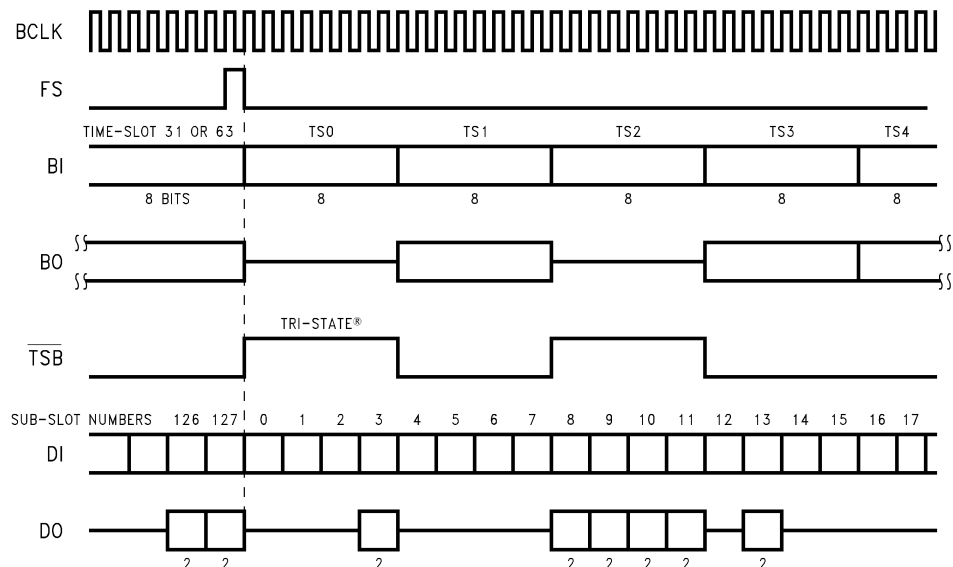 BCLK
FS
TIME-SLOT 31 OR 63 TS0 TS1 TS2 TS3 TS4
BI
8 BITS 8 8 8 8 8
BO
TRI-STATE®
TSB
SUB-SLOT NUMBERS 126 127 0 1 2 3 4 5 6 7 8 9 10 11 12 13 14 15 16 17
DI
DO
2 2 2 2 2 2 2 2